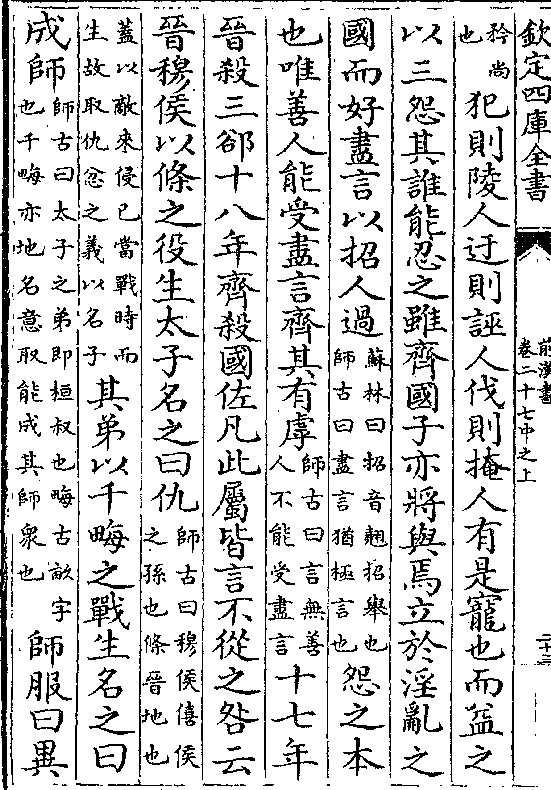 欽定四庫全書
前漢書
卷二十七中之上
二十三
矜尚
也
犯則陵人迂則誣人伐則掩人有是寵也而益之
以三怨其誰能忍之雖齊國子亦將與焉立於淫亂之
國而好盡言以招人過
蘇林曰招音翹招舉也
師古曰盡言猶極言也
怨之本
也唯善人能受盡言齊其有虖
師古曰言無善
人不能受盡言
十七年
晉殺三郤十八年齊殺國佐凡此屬皆言不從之咎云
晉穆侯以條之役生太子名之曰仇
師古曰穆侯僖侯
之孫也條晉地也
蓋以敵來侵已當戰時而
生故取仇忿之義以名子
其弟以千晦之戰生名之曰
成師
師古曰太子之弟即桓叔也晦古畝字
也千晦亦地名意取能成其師衆也
師服曰異